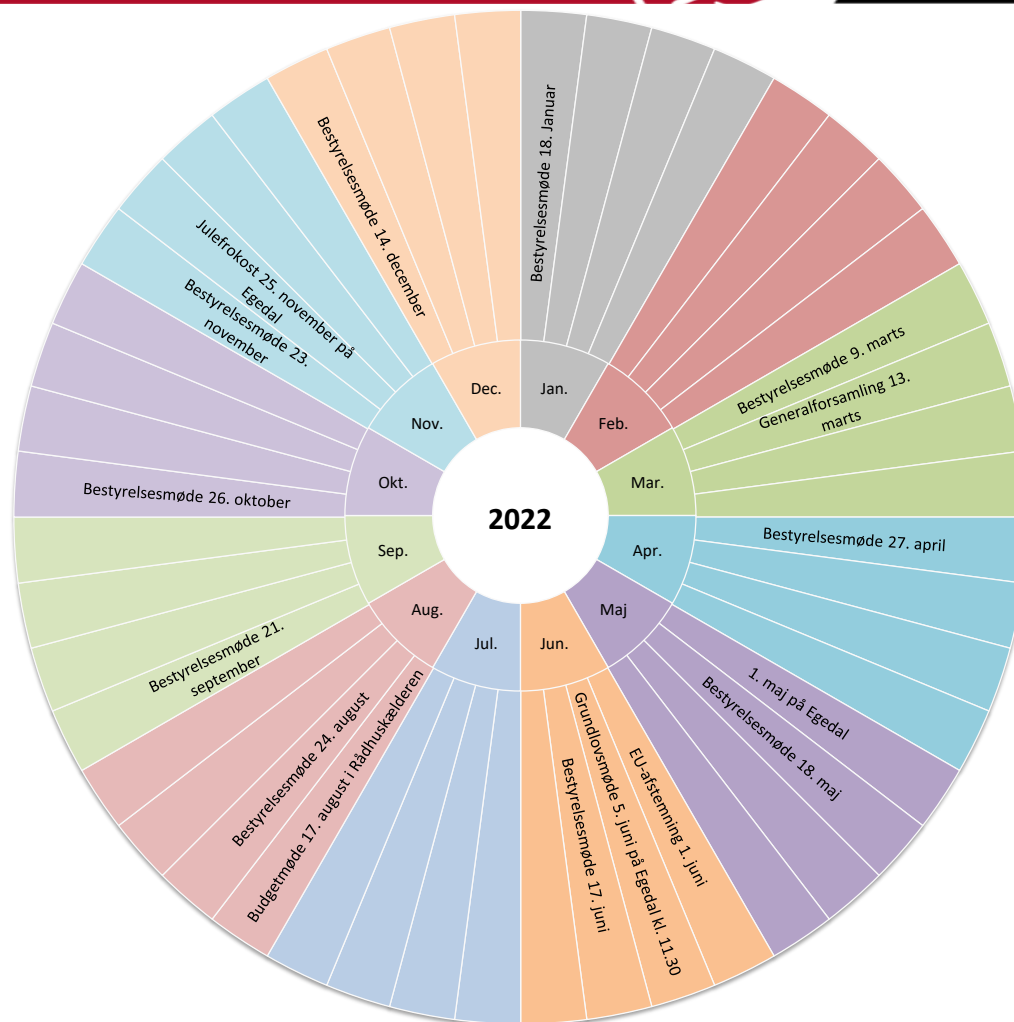 2022
Jan.
Bestyrelsesmøde 18. Januar
Feb.
Mar.
Bestyrelsesmøde 9. marts
Generalforsamling 13.
marts
Apr.
Bestyrelsesmøde 27. april
Maj
1. maj på Egedal
Bestyrelsesmøde 18. maj
Jun.
EU-afstemning 1. juni
Grundlovsmøde 5. juni på Egedal kl. 11.30
Bestyrelsesmøde 17. juni
Jul.
Aug.
Budgetmøde 17. august i Rådhuskælderen
Bestyrelsesmøde 24. august
Sep.
Bestyrelsesmøde 21.
september
Okt.
Bestyrelsesmøde 26. oktober
Nov.
Bestyrelsesmøde 23.
november
Julefrokost 25. november på
Egedal
Dec.
Bestyrelsesmøde 14. december